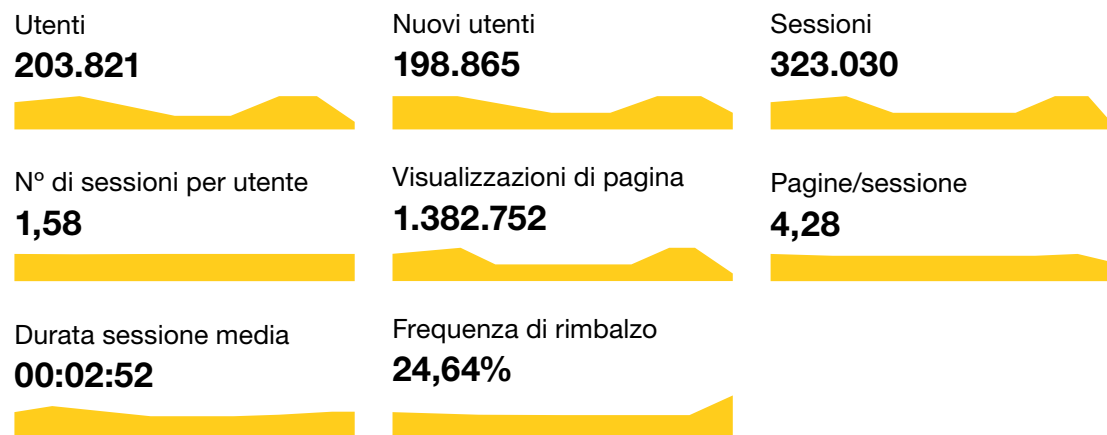 Utenti
203.821
Nuovi utenti
198.865
Sessioni
323.030
Nº di sessioni per utente
1,58
Visualizzazioni di pagina
1.382.752
Pagine/sessione
4,28
Durata sessione media
00:02:52
Frequenza di rimbalzo
24,64%